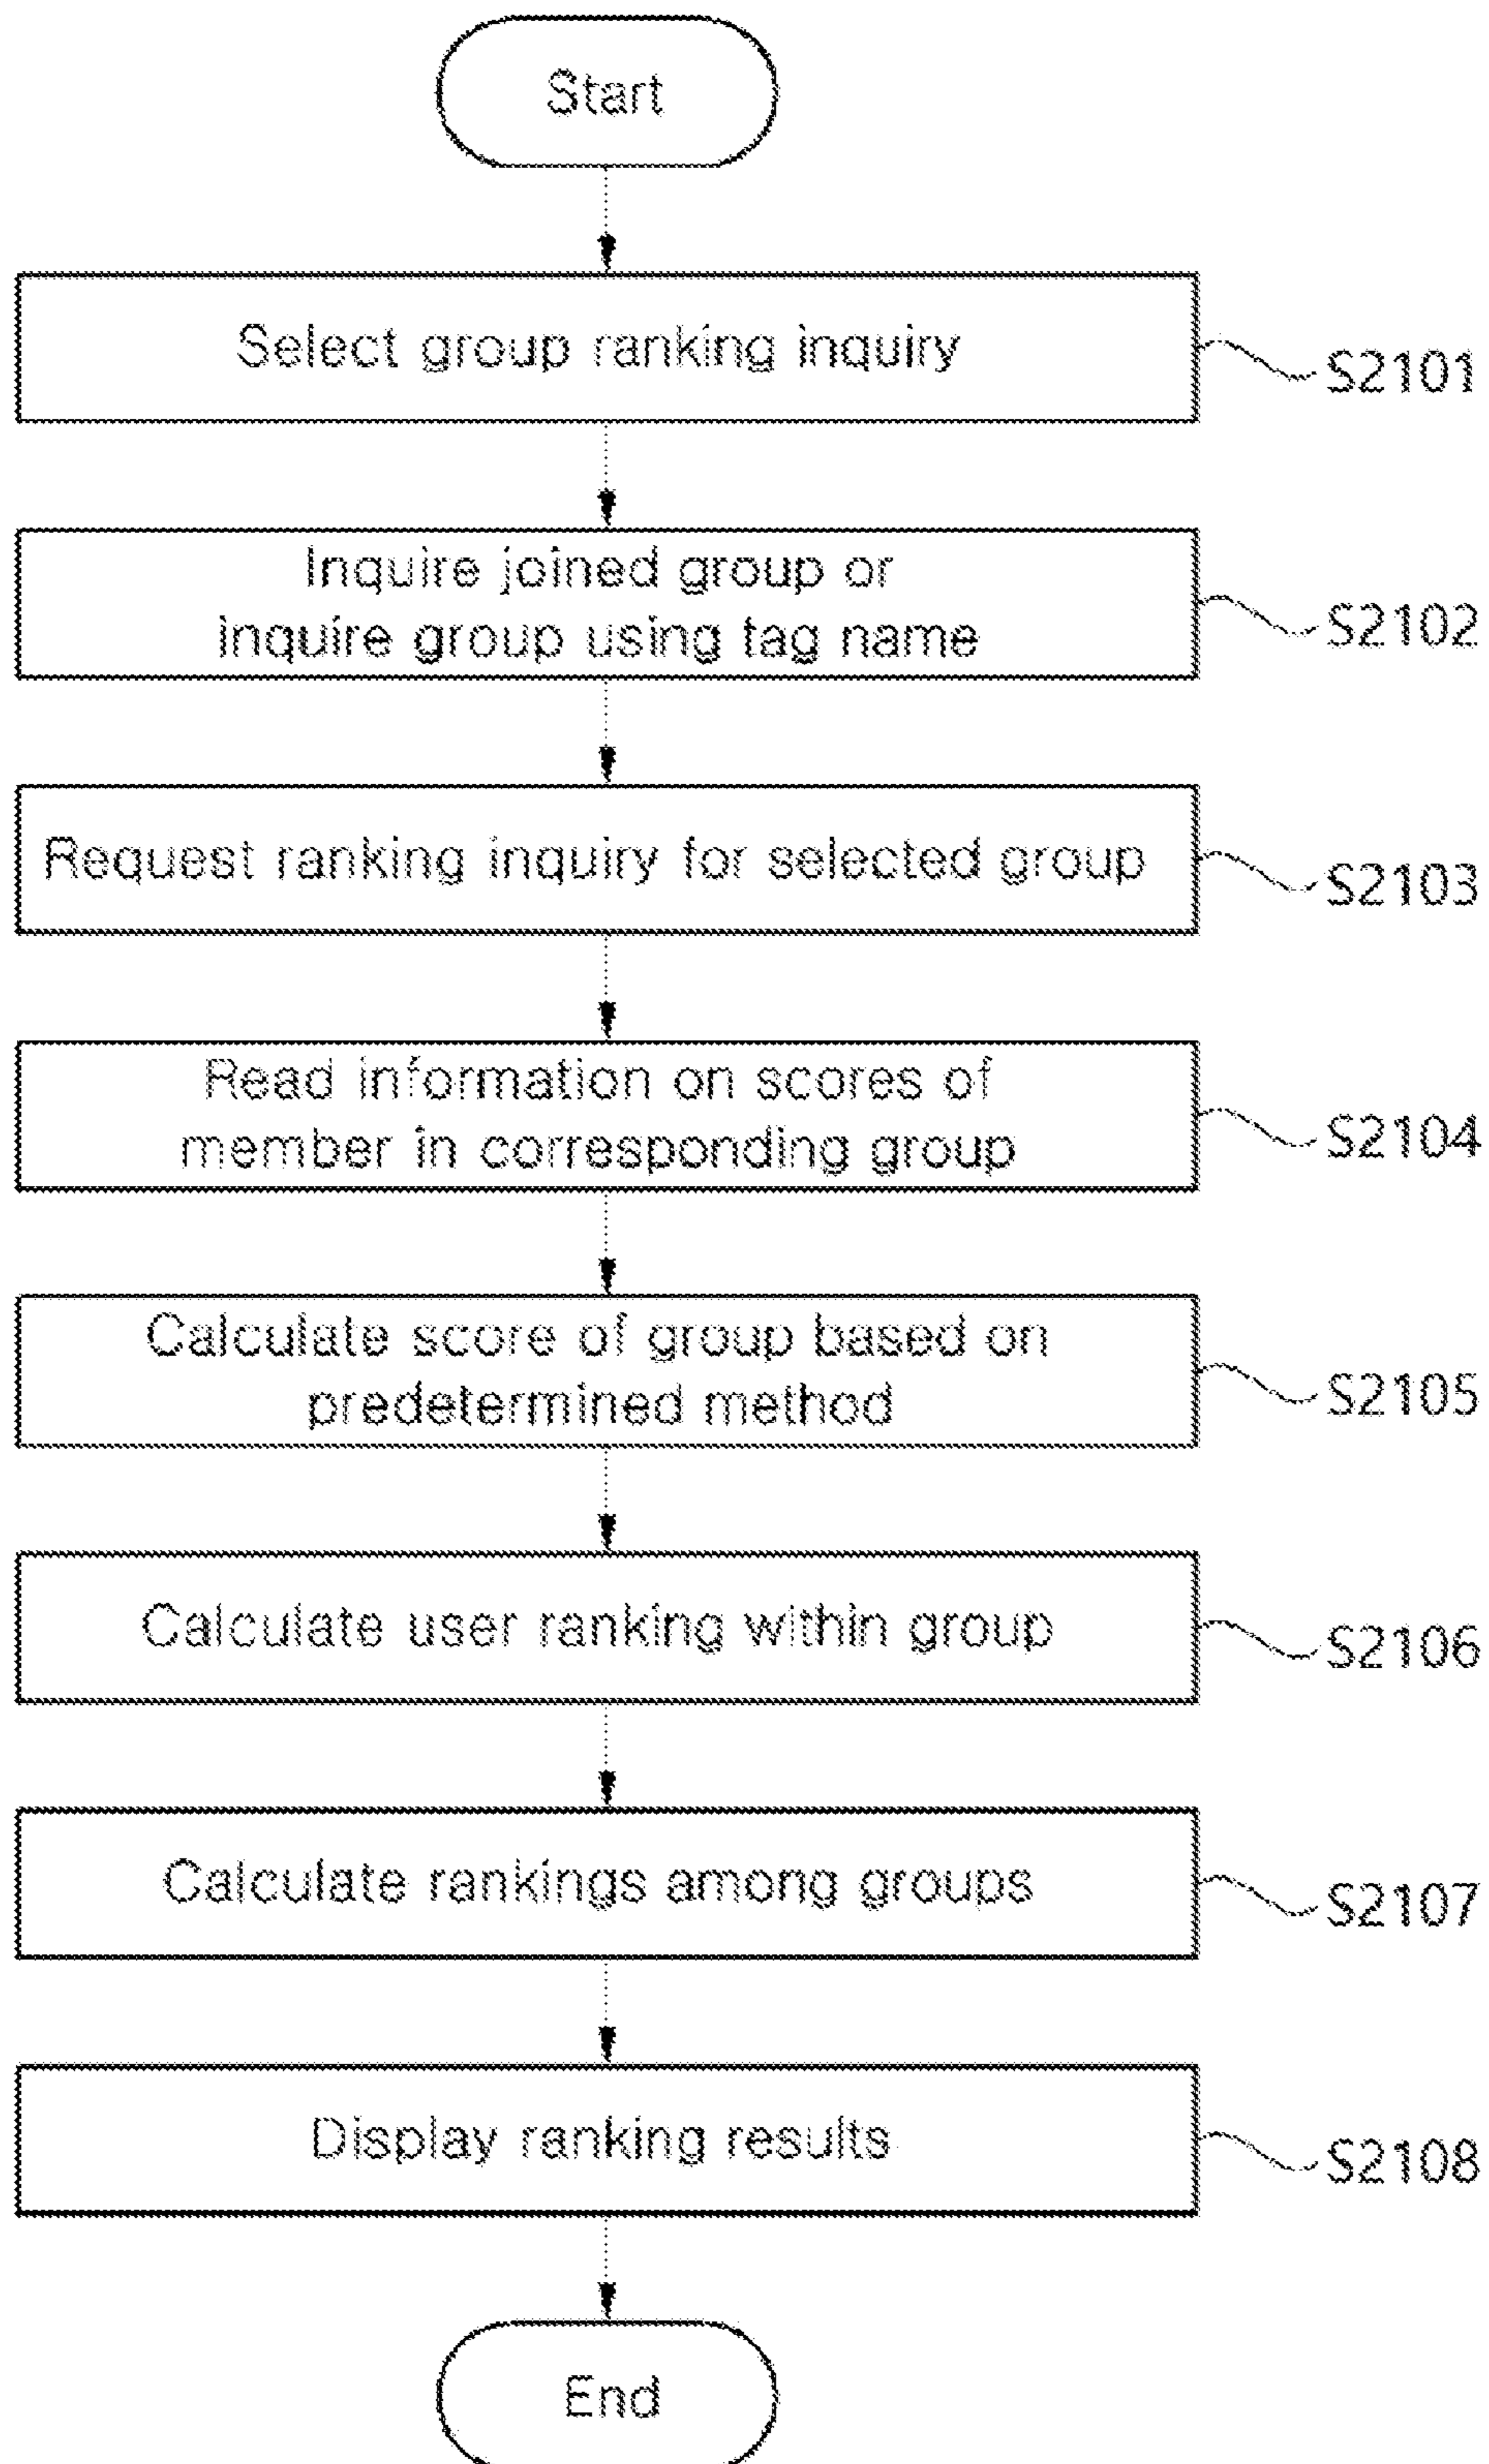 Start
Select group ranking inquiry
S2101
Inquire joined group or
inquire group using tag name
S2102
Request ranking inquiry for selected group
S2103
Read information on scores of
member in corresponding group
S2104
Calculate score of group based on
predetermined method
S2105
Calculate user ranking within group
S2106
Calculate rankings among groups
S2107
Display ranking results
S2108
End